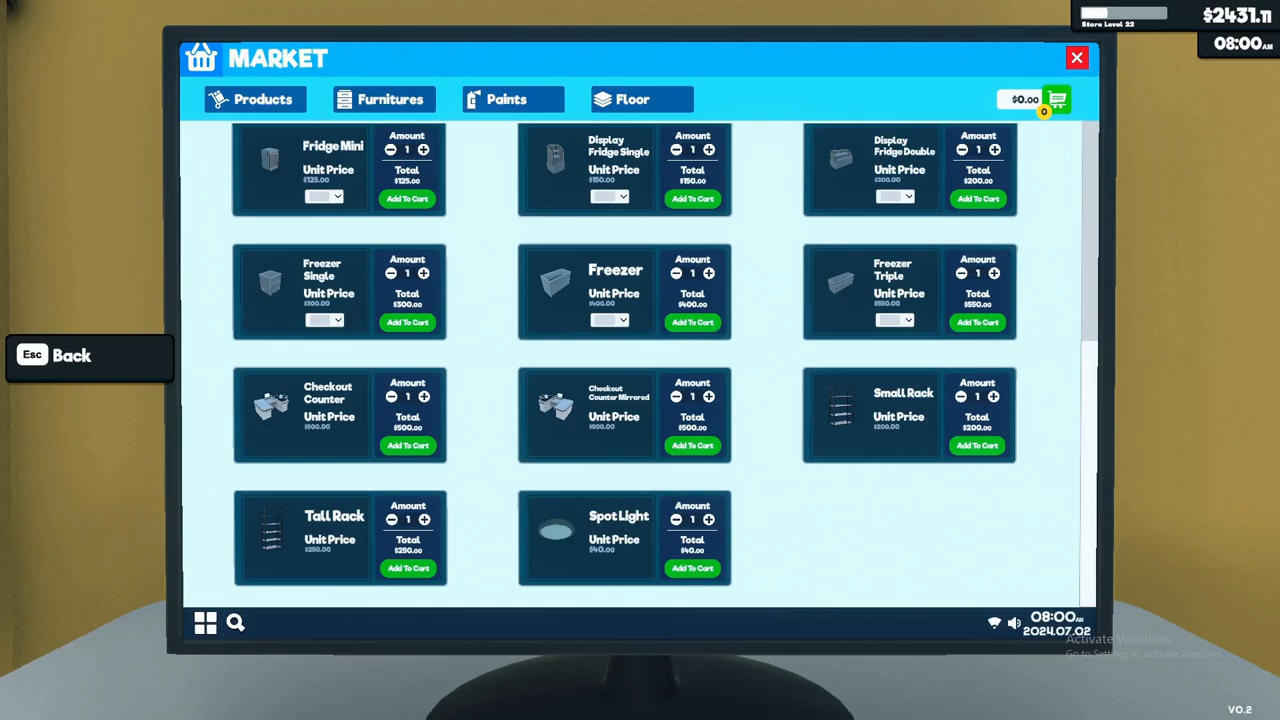 $2431.11
Store Level 22
08:00AM
MARKET
Products
Furnitures
Paints
Floor
$0.00
0
Fridge Mini
Unit Price
$125.00
Amount
1
Total
$125.00
Add To Cart
Display
Fridge Single
Unit Price
$150.00
Amount
1
Total
$150.00
Add To Cart
Display
Fridge Double
Unit Price
$200.00
Amount
1
Total
$200.00
Add To Cart
Freezer
Single
Unit Price
$300.00
Amount
1
Total
$300.00
Add To Cart
Freezer
Unit Price
$400.00
Amount
1
Total
$400.00
Add To Cart
Freezer
Triple
Unit Price
$550.00
Amount
1
Total
$550.00
Add To Cart
Esc Back
Checkout
Counter
Unit Price
$500.00
Amount
1
Total
$500.00
Add To Cart
Checkout
Counter Mirrored
Unit Price
$500.00
Amount
1
Total
$500.00
Add To Cart
Small Rack
Unit Price
$200.00
Amount
1
Total
$200.00
Add To Cart
Tall Rack
Unit Price
$250.00
Amount
1
Total
$250.00
Add To Cart
Spot Light
Unit Price
$40.00
Amount
1
Total
$40.00
Add To Cart
08:00AM
2024.07.02
Activate Windows
Go to Settings to activate Windows.
V0.2